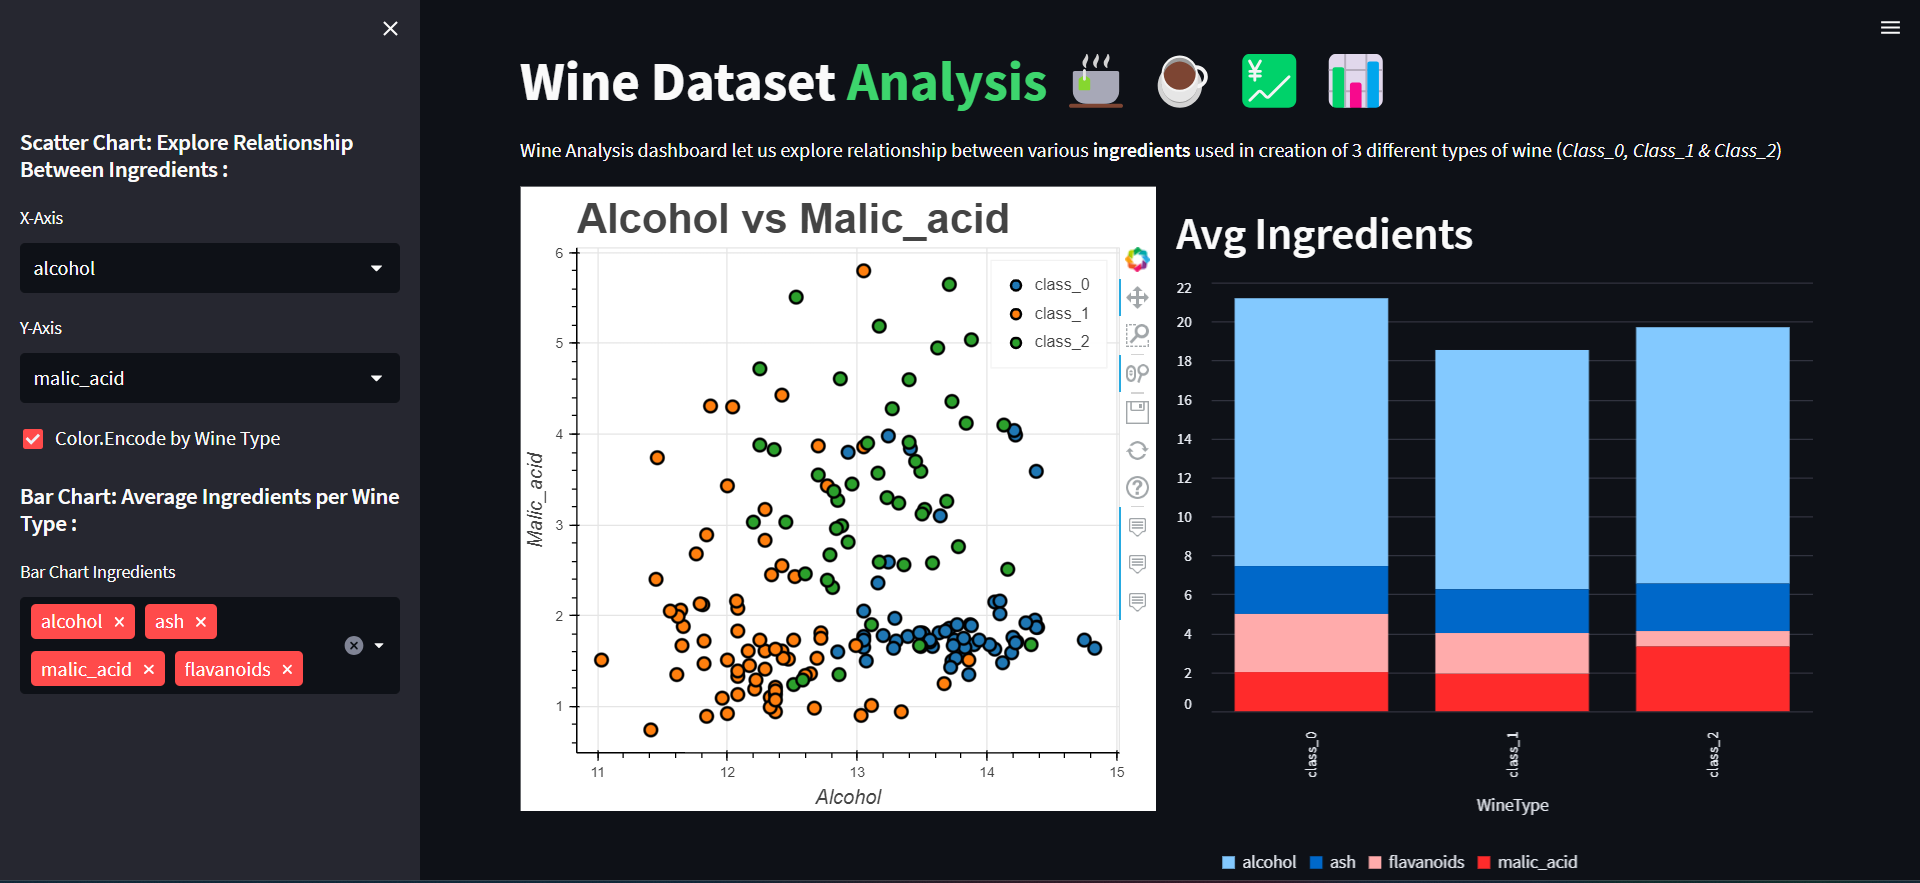 Scatter Chart: Explore Relationship
Between Ingredients :
X-Axis
alcohol
Y-Axis
malic_acid
Color.Encode by Wine Type
Bar Chart: Average Ingredients per Wine
Type :
Bar Chart Ingredients
alcohol × ash ×
malic_acid × flavanoids ×
Wine Dataset Analysis
Wine Analysis dashboard let us explore relationship between various ingredients used in creation of 3 different types of wine (Class_0, Class_1 & Class_2)
Alcohol vs Malic_acid
class_0
class_1
class_2
6
5
4
3
2
1
Malic_acid
11 12 13 14 15
Alcohol
Avg Ingredients
22
20
18
16
14
12
10
8
6
4
2
0
class_0 class_1 class_2
WineType
alcohol ash flavanoids malic_acid